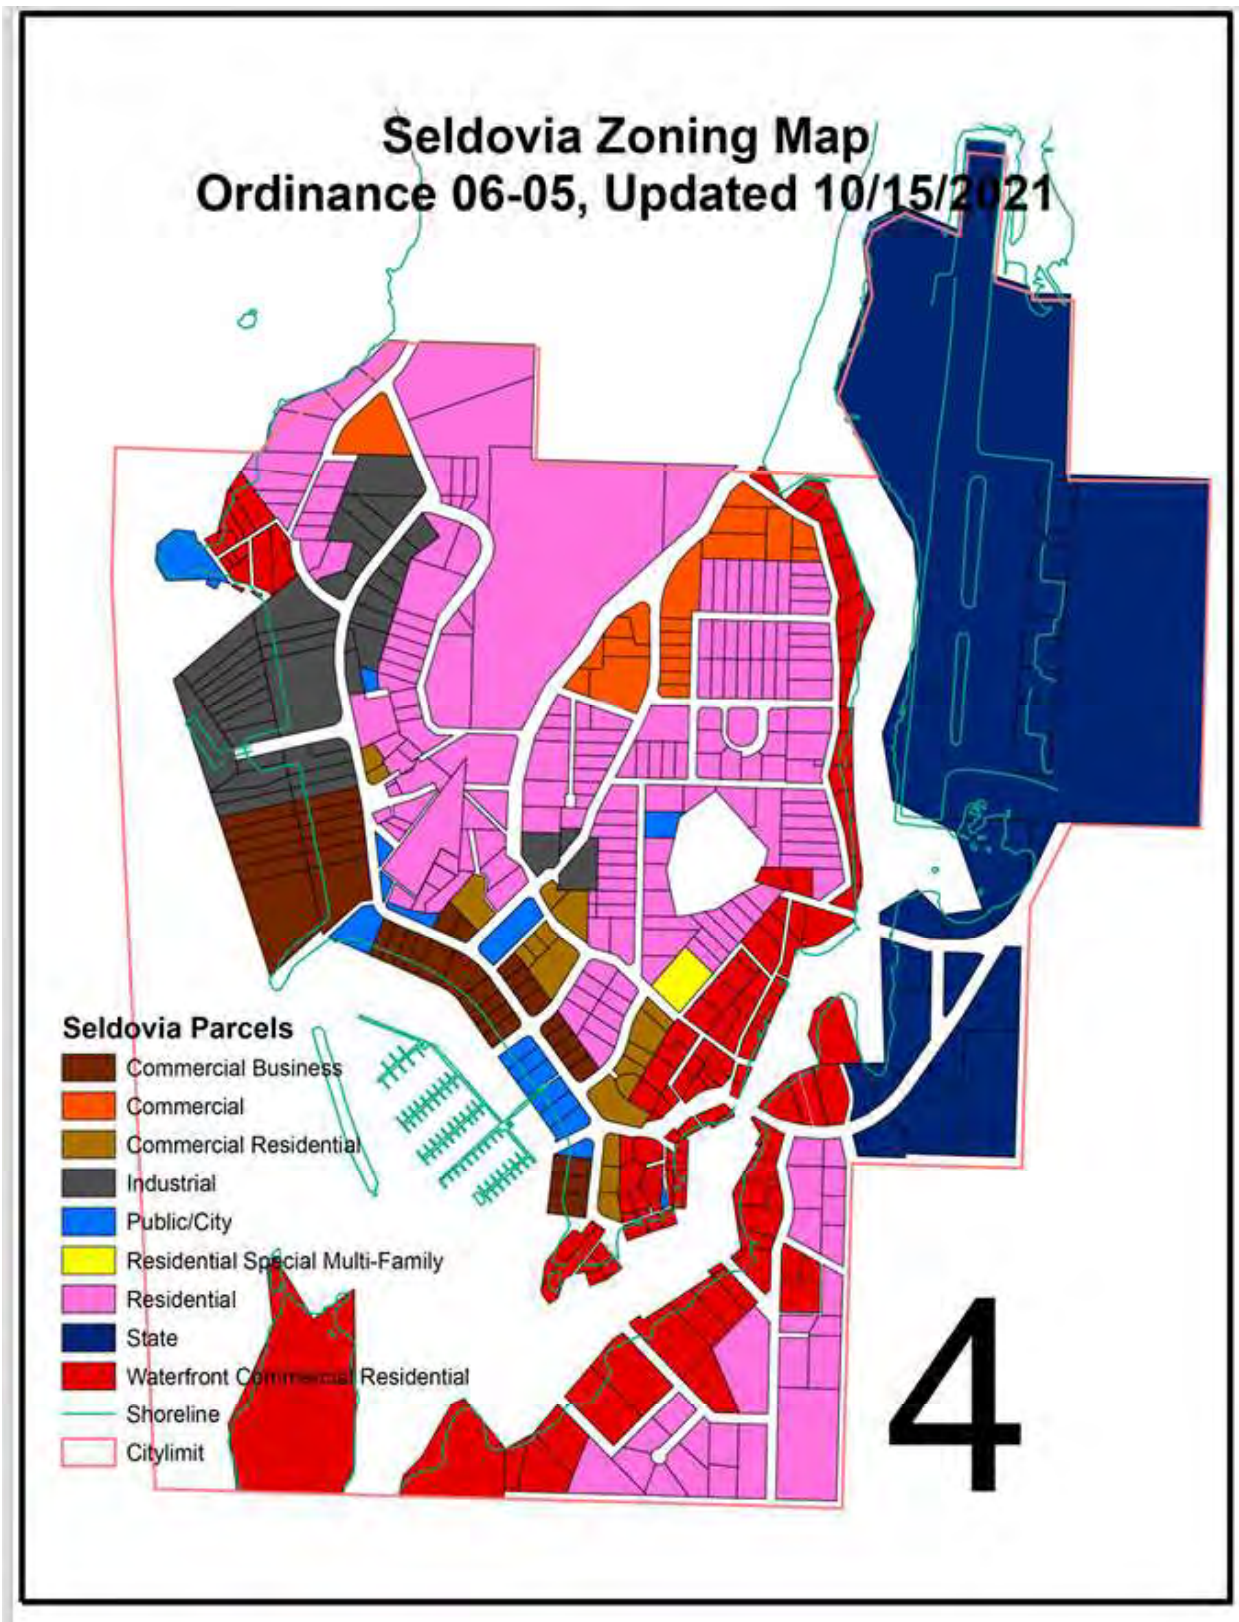 Seldovia Zoning Map
Ordinance 06-05, Updated 10/15/2021
Seldovia Parcels
Commercial Business
Commercial
Commercial Residential
Industrial
Public/City
Residential Special Multi-Family
Residential
State
Waterfront Commercial Residential
Shoreline
Citylimit
4